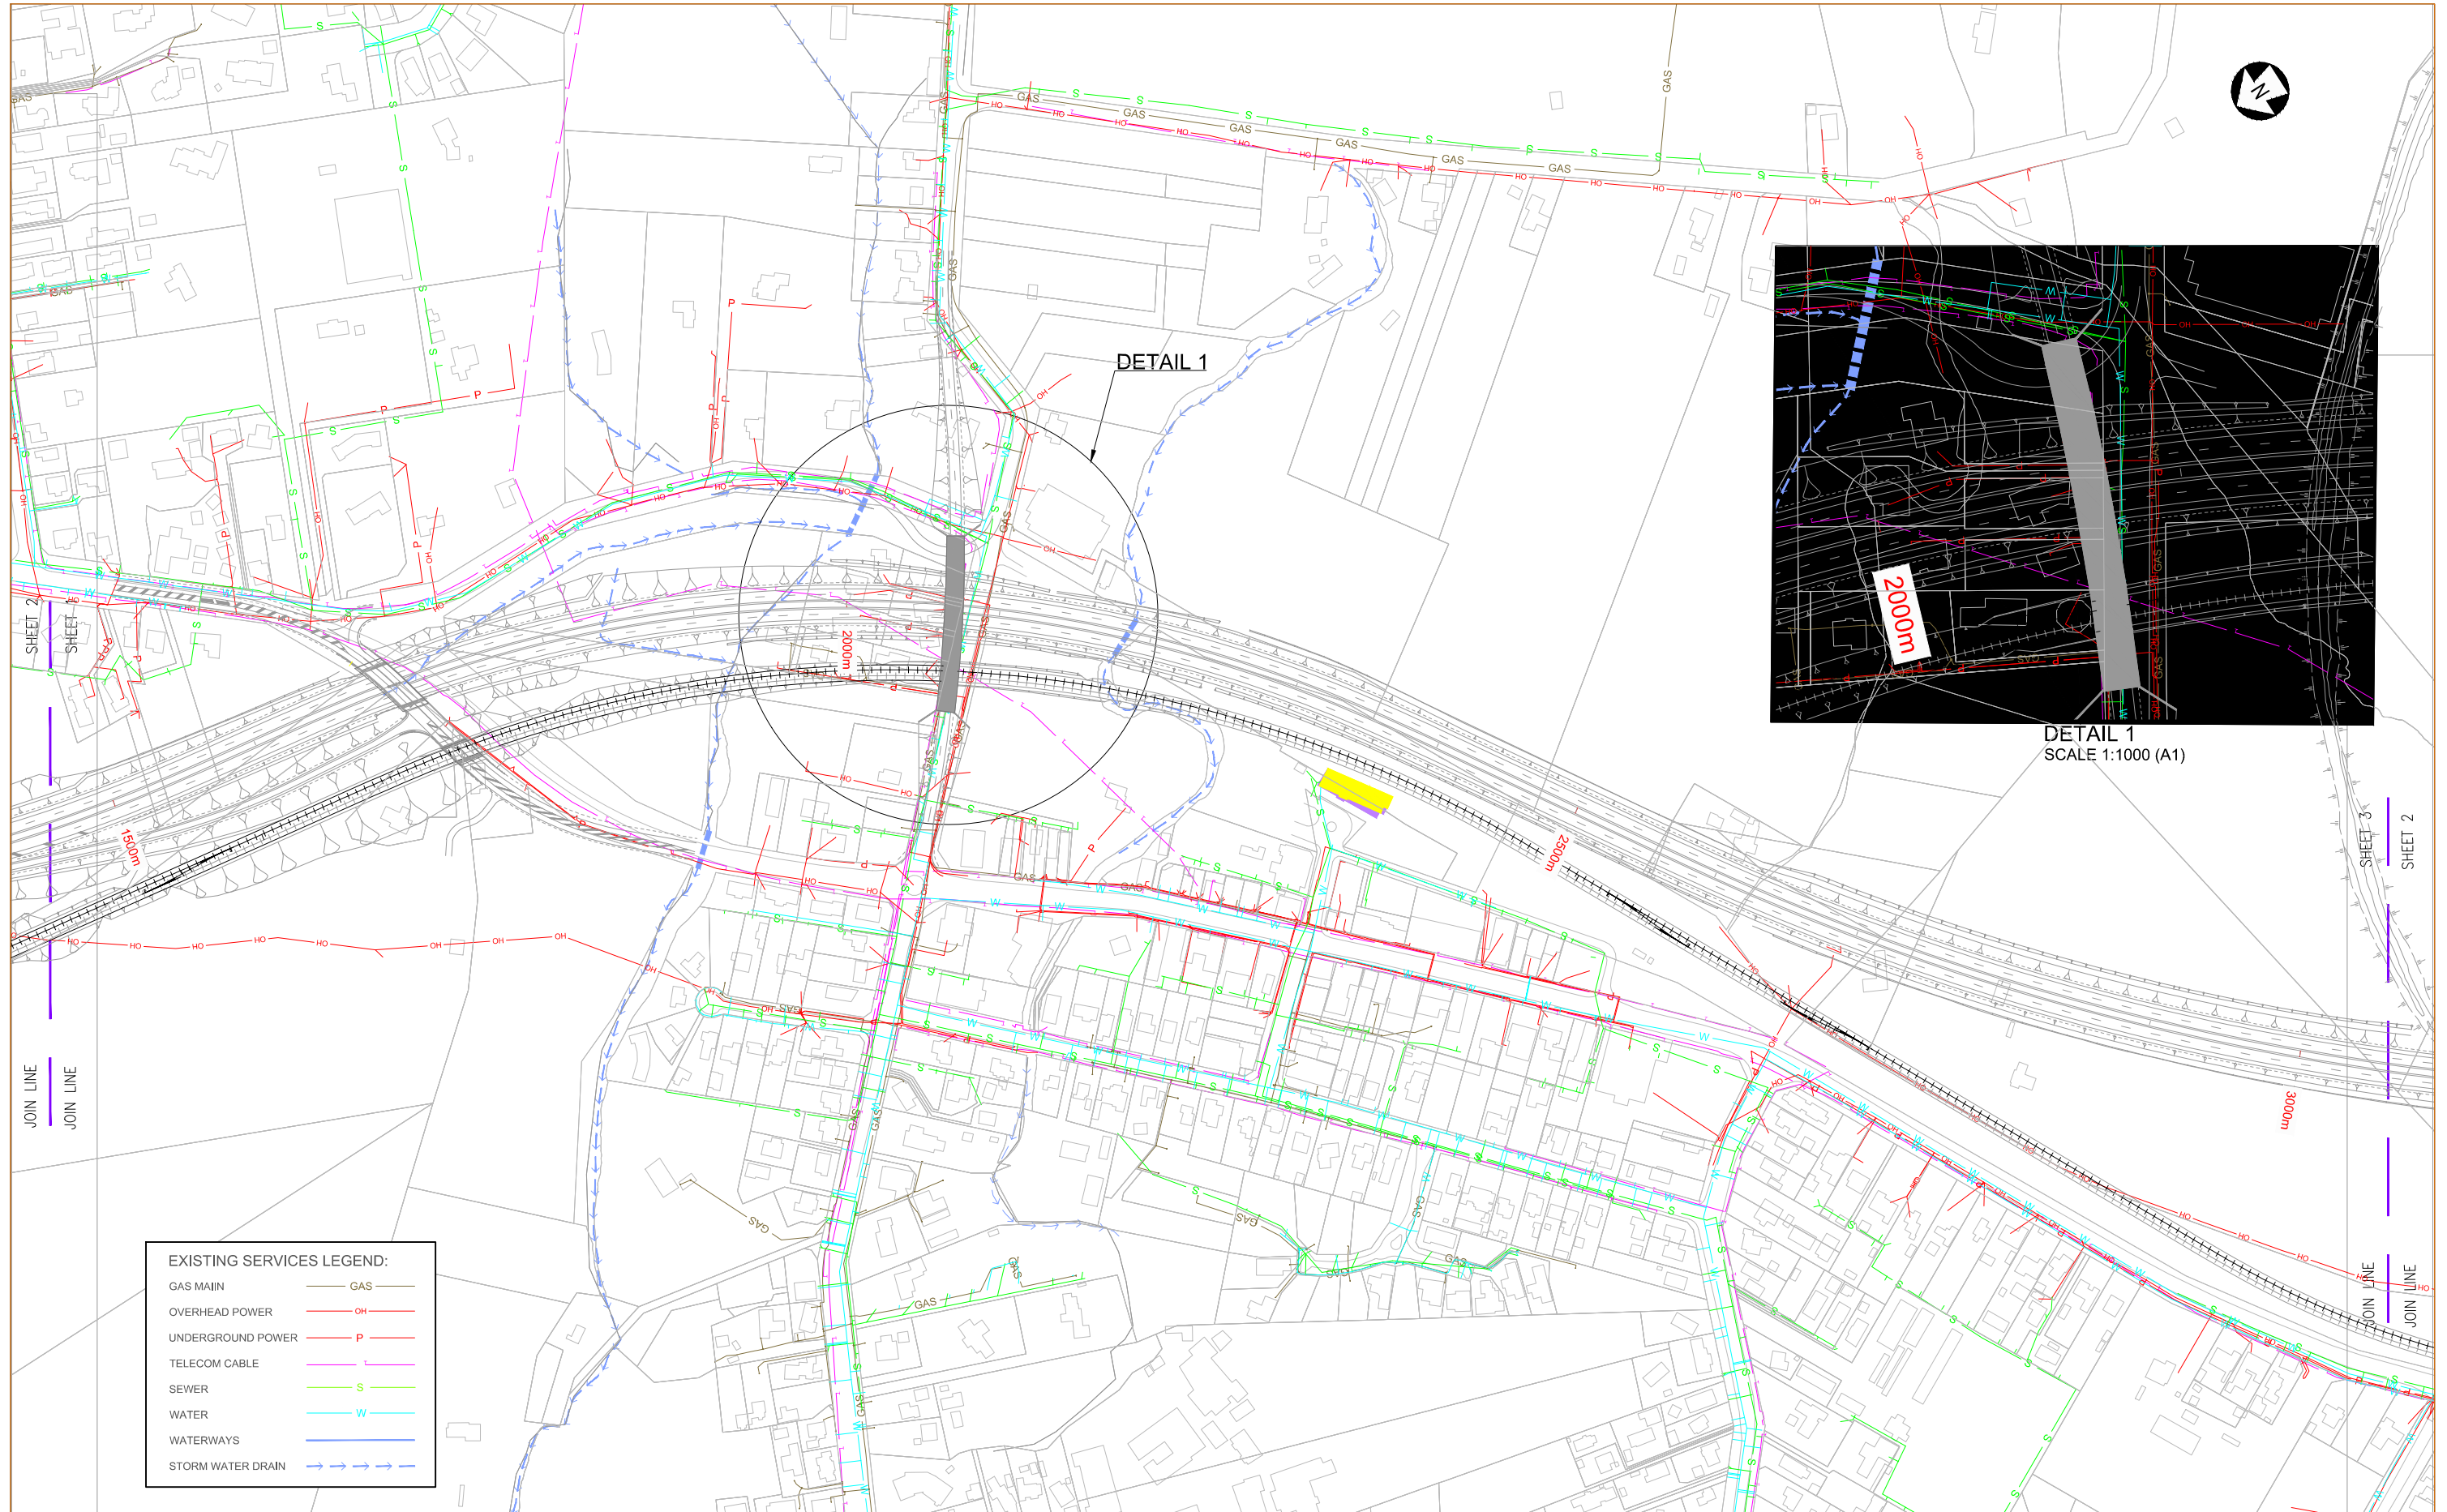 N
DETAIL 1
DETAIL 1
SCALE 1:1000 (A1)
2000m
2000m
1500m
2500m
3000m
SHEET 2
SHEET 1
JOIN LINE
JOIN LINE
SHEET 3
SHEET 2
JOIN LINE
JOIN LINE
EXISTING SERVICES LEGEND:
GAS MAIIN GAS
OVERHEAD POWER OH
UNDERGROUND POWER P
TELECOM CABLE T
SEWER S
WATER W
WATERWAYS
STORM WATER DRAIN